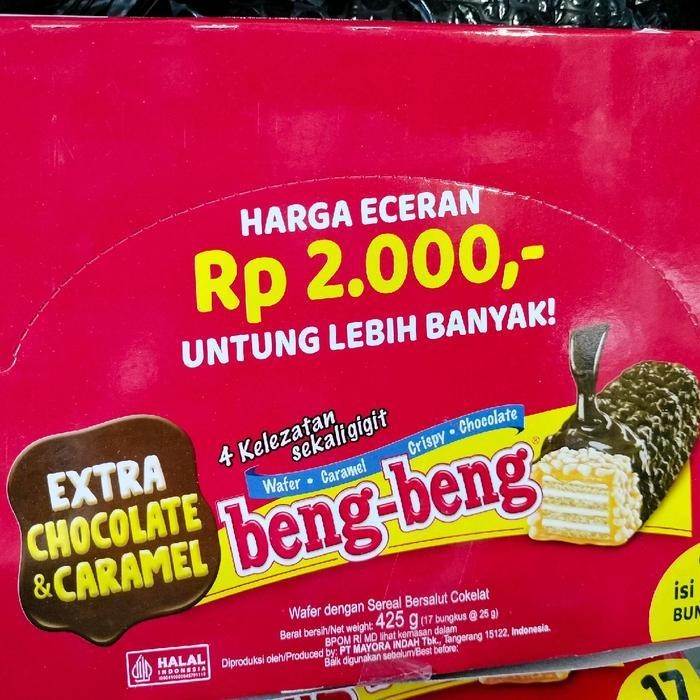 HARGA ECERAN
Rp 2.000,-
UNTUNG LEBIH BANYAK!
4 Kelezatan
sekali gigit
Wafer • Caramel Crispy • Chocolate
beng-beng®
EXTRA
CHOCOLATE
& CARAMEL
Wafer dengan Sereal Bersalut Cokelat
Berat bersih/Net weight: 425 g (17 bungkus @ 25 g)
BPOM RI MD lihat kemasan dalam
Diproduksi oleh/Produced by: PT MAYORA INDAH Tbk., Tangerang 15122, Indonesia.
Baik digunakan sebelum/Best before:
HALAL
INDONESIA
isi
BUN
17